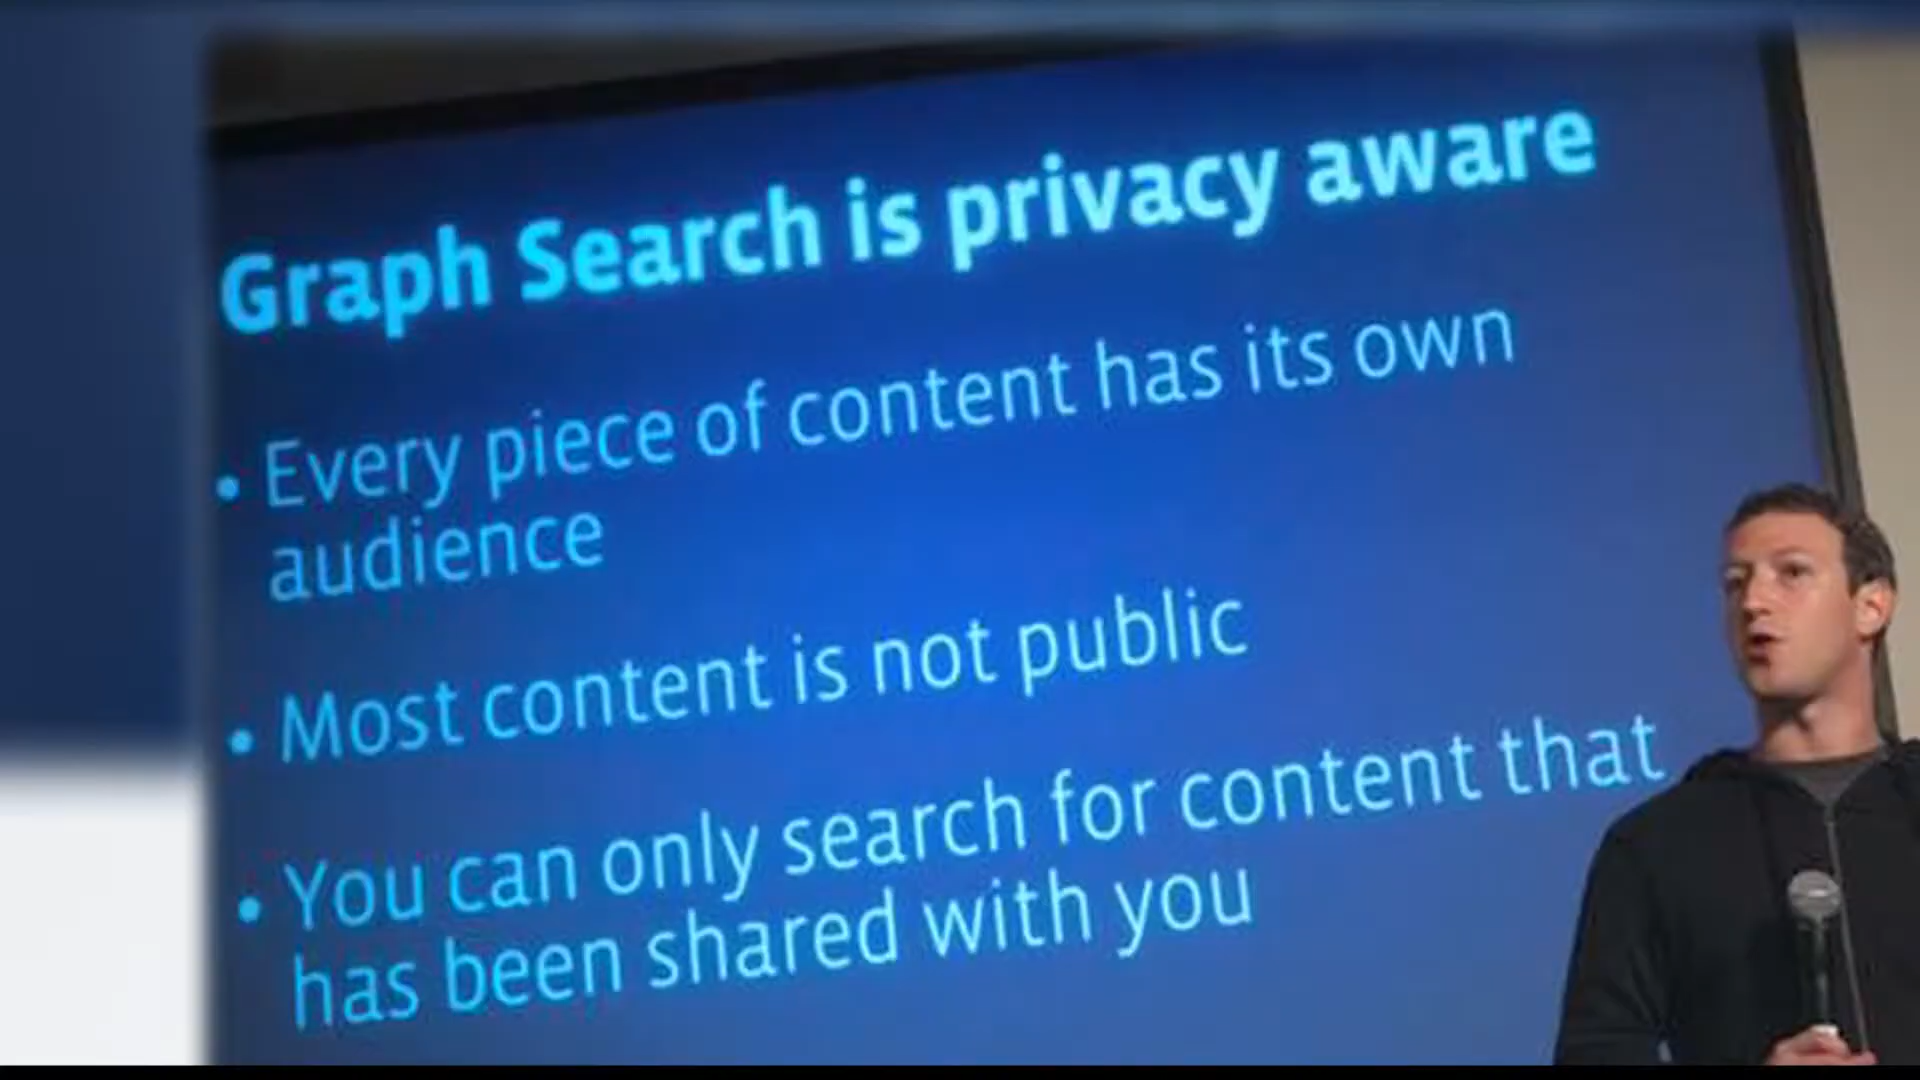 Graph Search is privacy aware
• Every piece of content has its own
audience
• Most content is not public
• You can only search for content that
has been shared with you